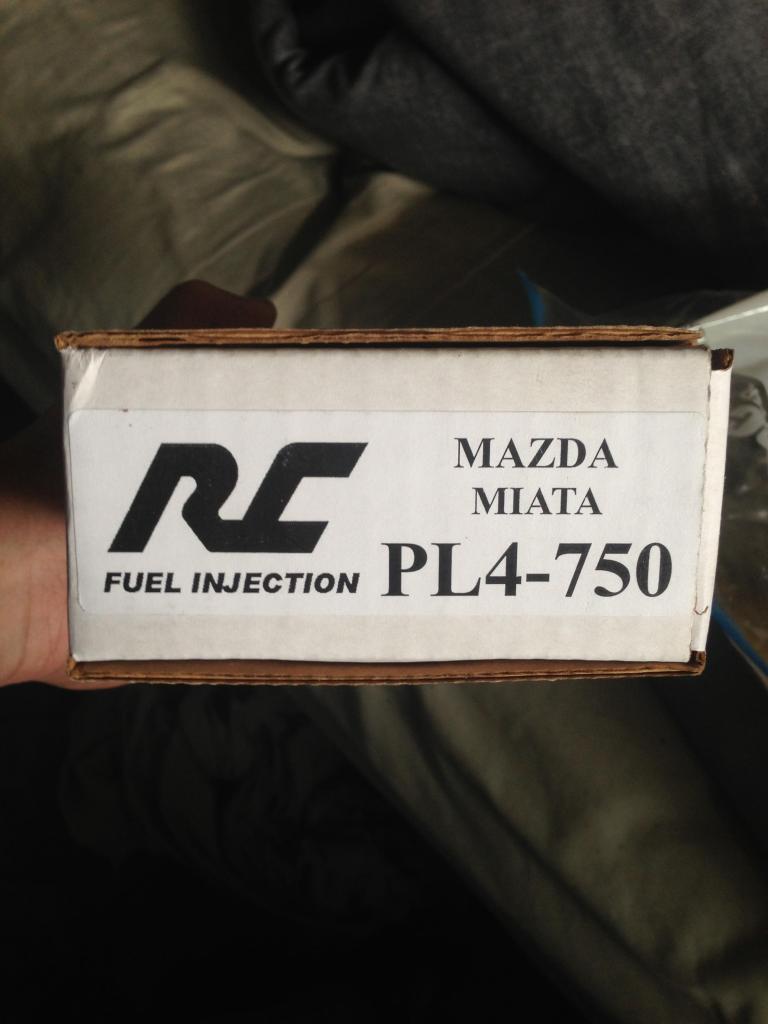 RC
FUEL INJECTION
MAZDA
MIATA
PL4-750